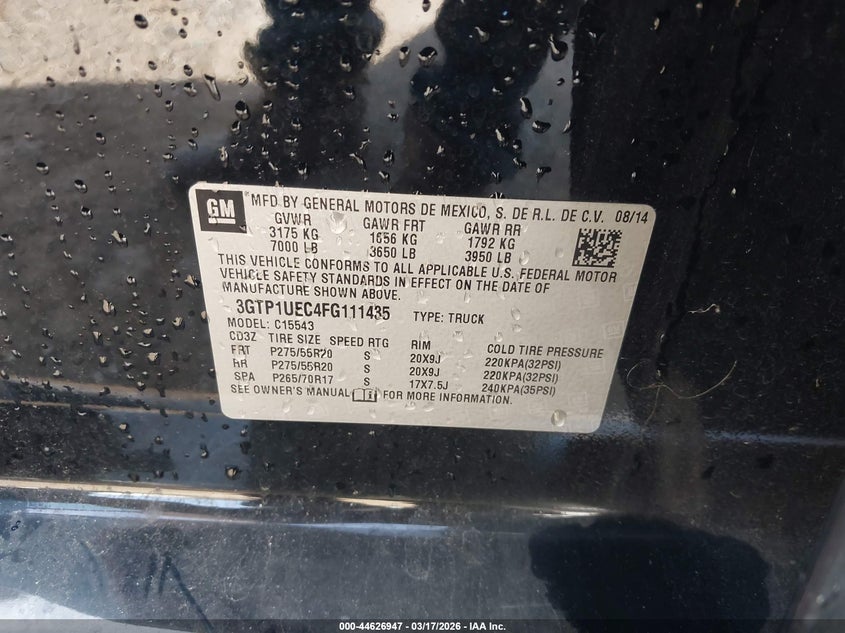 GM MFD BY GENERAL MOTORS DE MEXICO, S. DE R.L. DE C.V. 08/14
GVWR GAWR FRT GAWR RR
3175 KG 1656 KG 1792 KG
7000 LB 3650 LB 3950 LB
THIS VEHICLE CONFORMS TO ALL APPLICABLE U.S. FEDERAL MOTOR
VEHICLE SAFETY STANDARDS IN EFFECT ON THE DATE OF
MANUFACTURE SHOWN ABOVE.
3GTP1UEC4FG111435 TYPE: TRUCK
MODEL: C15543
CD3Z TIRE SIZE SPEED RTG RIM COLD TIRE PRESSURE
FRT P275/55R20 S 20X9J 220KPA(32PSI)
RR P275/55R20 S 20X9J 220KPA(32PSI)
SPA P265/70R17 S 17X7.5J 240KPA(35PSI)
SEE OWNER'S MANUAL FOR MORE INFORMATION.
000-44626947 - 03/17/2026 - IAA Inc.